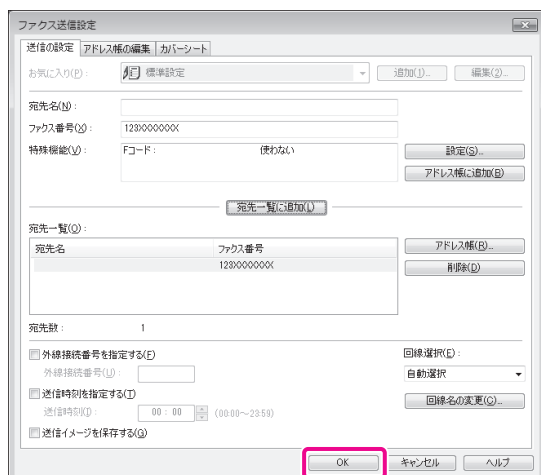 ファクス送信設定
送信の設定 アドレス帳の編集 カバーシート
お気に入り(P): 標準設定 追加(1)... 編集(2)...
宛先名(N):
ファクス番号(X): 123XXXXXXX
特殊機能(V): Fコード: 使わない 設定(S)...
アドレス帳に追加(B)
宛先一覧に追加(L)
宛先一覧(O):
宛先名 ファクス番号 アドレス帳(R)...
123XXXXXXX 削除(D)
宛先数: 1
外線接続番号を指定する(F) 回線選択(E):
外線接続番号(U): 自動選択
送信時刻を指定する(T) 回線名の変更(C)...
送信時刻(I): 00 : 00 (00:00～23:59)
送信イメージを保存する(G)
OK キャンセル ヘルプ